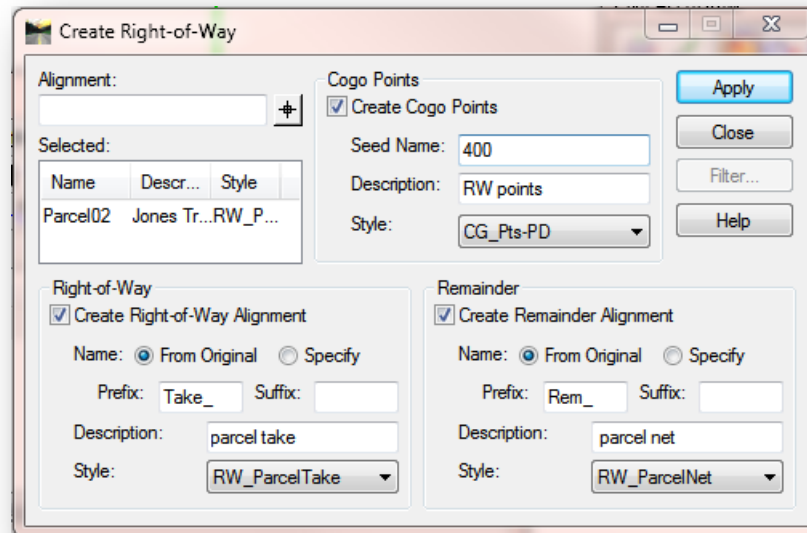 Create Right-of-Way
Alignment:
Selected:
Name Descr... Style
Parcel02 Jones Tr...RW_P...
Cogo Points
Create Cogo Points
Seed Name: 400
Description: RW points
Style: CG_Pts-PD
Apply
Close
Filter...
Help
Right-of-Way
Create Right-of-Way Alignment
Name: From Original Specify
Prefix: Take_ Suffix:
Description: parcel take
Style: RW_ParcelTake
Remainder
Create Remainder Alignment
Name: From Original Specify
Prefix: Rem_ Suffix:
Description: parcel net
Style: RW_ParcelNet